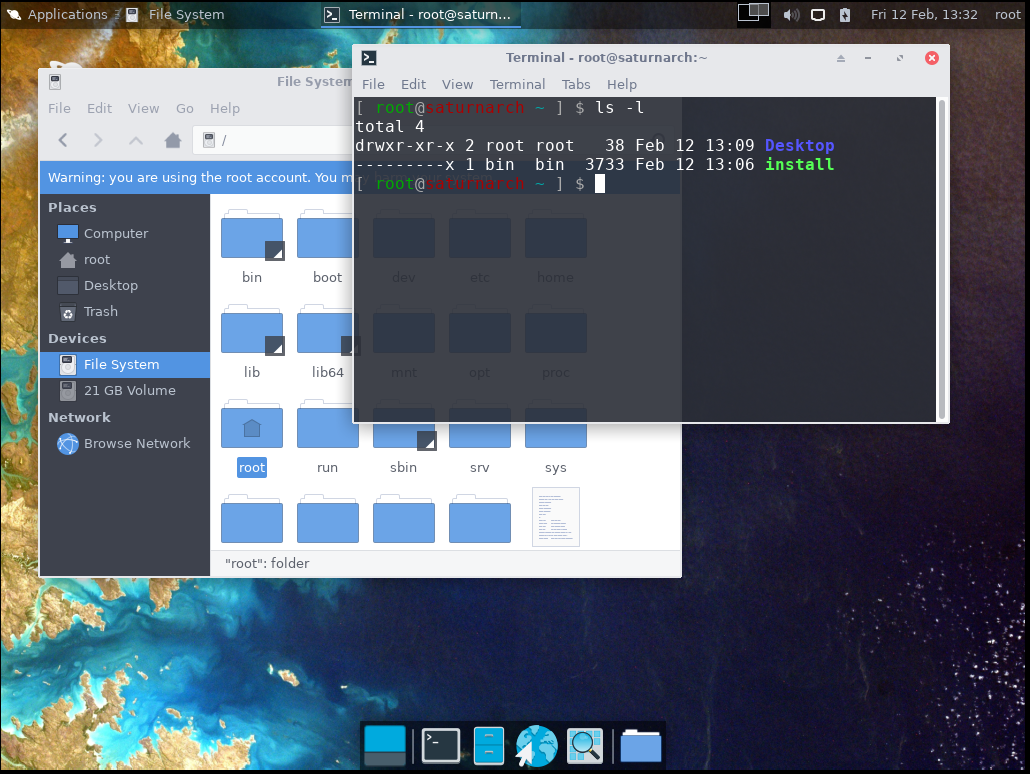 Applications File System Terminal - root@saturn... Fri 12 Feb, 13:32 root
Terminal - root@saturnarch:~
File Edit View Terminal Tabs Help
[ root@saturnarch ~ ] $ ls -l
total 4
drwxr-xr-x 2 root root   38 Feb 12 13:09 Desktop
---------x 1 bin  bin  3733 Feb 12 13:06 install
[ root@saturnarch ~ ] $
File System
File Edit View Go Help
/
Warning: you are using the root account. You m
Places
Computer
root
Desktop
Trash
Devices
File System
21 GB Volume
Network
Browse Network
bin boot dev etc home
lib lib64 mnt opt proc
root run sbin srv sys
"root": folder